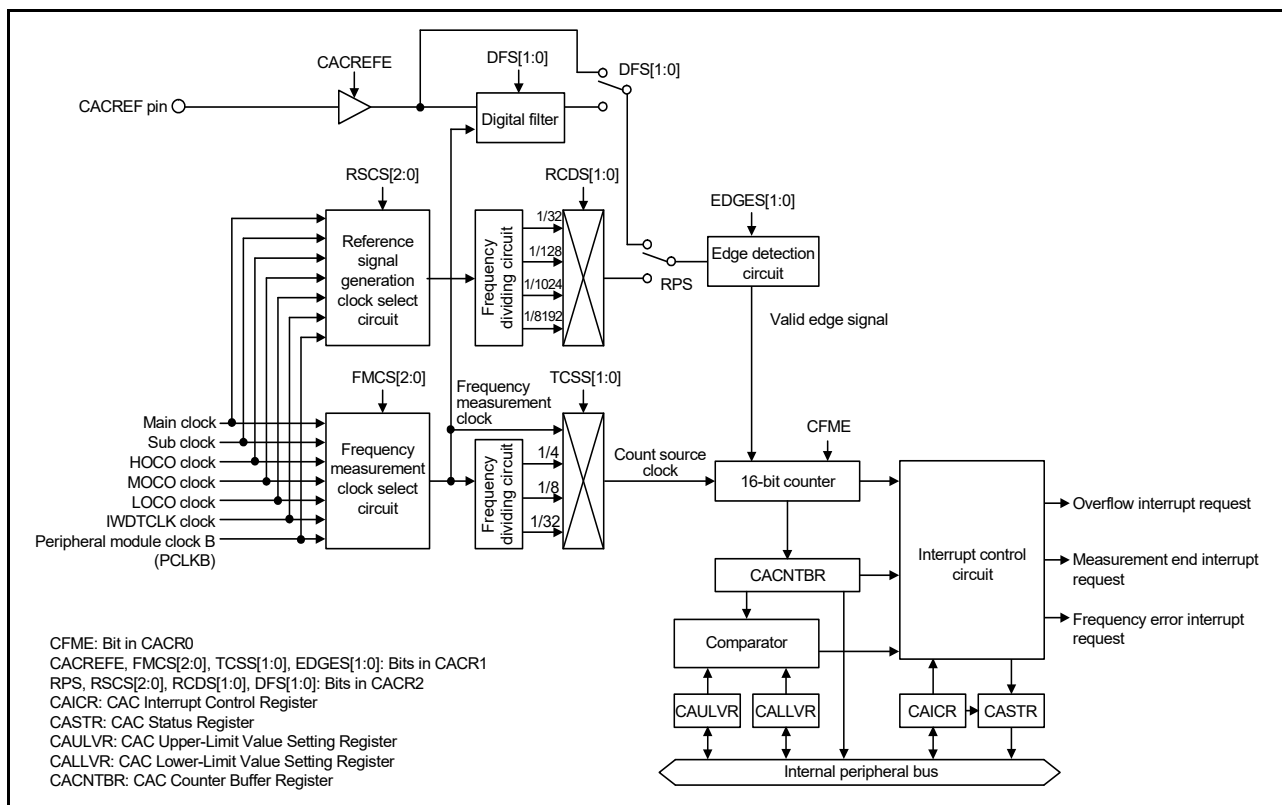 CACREFE
DFS[1:0]
DFS[1:0]
CACREF pin
Digital filter
RSCS[2:0]
RCDS[1:0]
EDGES[1:0]
Reference
signal
generation
clock select
circuit
Frequency
dividing circuit
1/32
1/128
1/1024
1/8192
RPS
Edge detection
circuit
Valid edge signal
FMCS[2:0]
Frequency
measurement
clock
TCSS[1:0]
Main clock
Sub clock
HOCO clock
MOCO clock
LOCO clock
IWDTCLK clock
Peripheral module clock B
(PCLKB)
Frequency
measurement
clock select
circuit
Frequency
dividing circuit
1/4
1/8
1/32
Count source
clock
CFME
16-bit counter
Interrupt control
circuit
Overflow interrupt request
Measurement end interrupt
request
Frequency error interrupt
request
CACNTBR
Comparator
CAULVR
CALLVR
CAICR
CASTR
Internal peripheral bus
CFME: Bit in CACR0
CACREFE, FMCS[2:0], TCSS[1:0], EDGES[1:0]: Bits in CACR1
RPS, RSCS[2:0], RCDS[1:0], DFS[1:0]: Bits in CACR2
CAICR: CAC Interrupt Control Register
CASTR: CAC Status Register
CAULVR: CAC Upper-Limit Value Setting Register
CALLVR: CAC Lower-Limit Value Setting Register
CACNTBR: CAC Counter Buffer Register